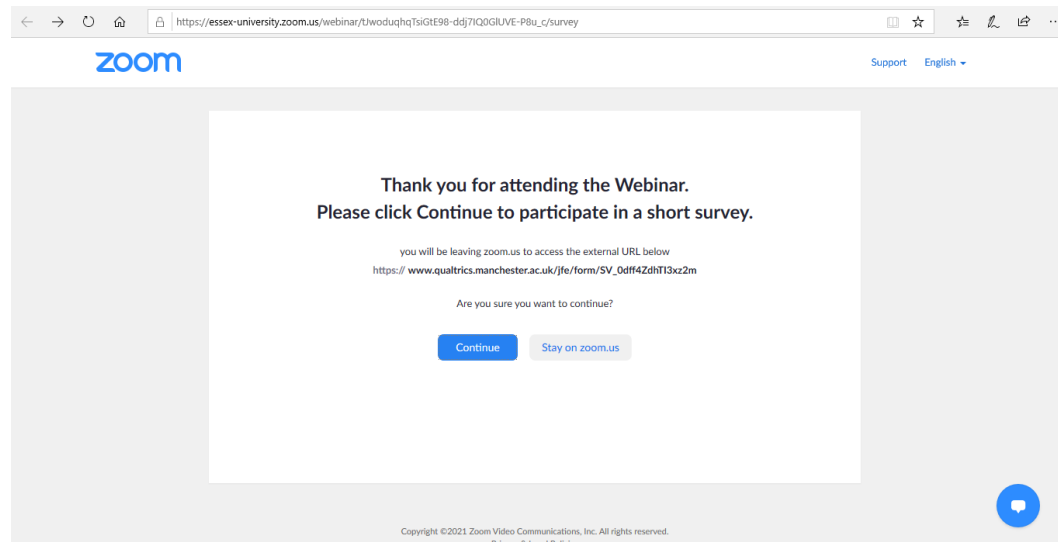 https://essex-university.zoom.us/webinar/tJwoduqhqTsiGtE98-ddj7IQ0GlUVE-P8u_c/survey
zoom
Support English
Thank you for attending the Webinar.
Please click Continue to participate in a short survey.
you will be leaving zoom.us to access the external URL below
https:// www.qualtrics.manchester.ac.uk/jfe/form/SV_0dff4ZdhTI3xz2m
Are you sure you want to continue?
Continue Stay on zoom.us
Copyright ©2021 Zoom Video Communications, Inc. All rights reserved.